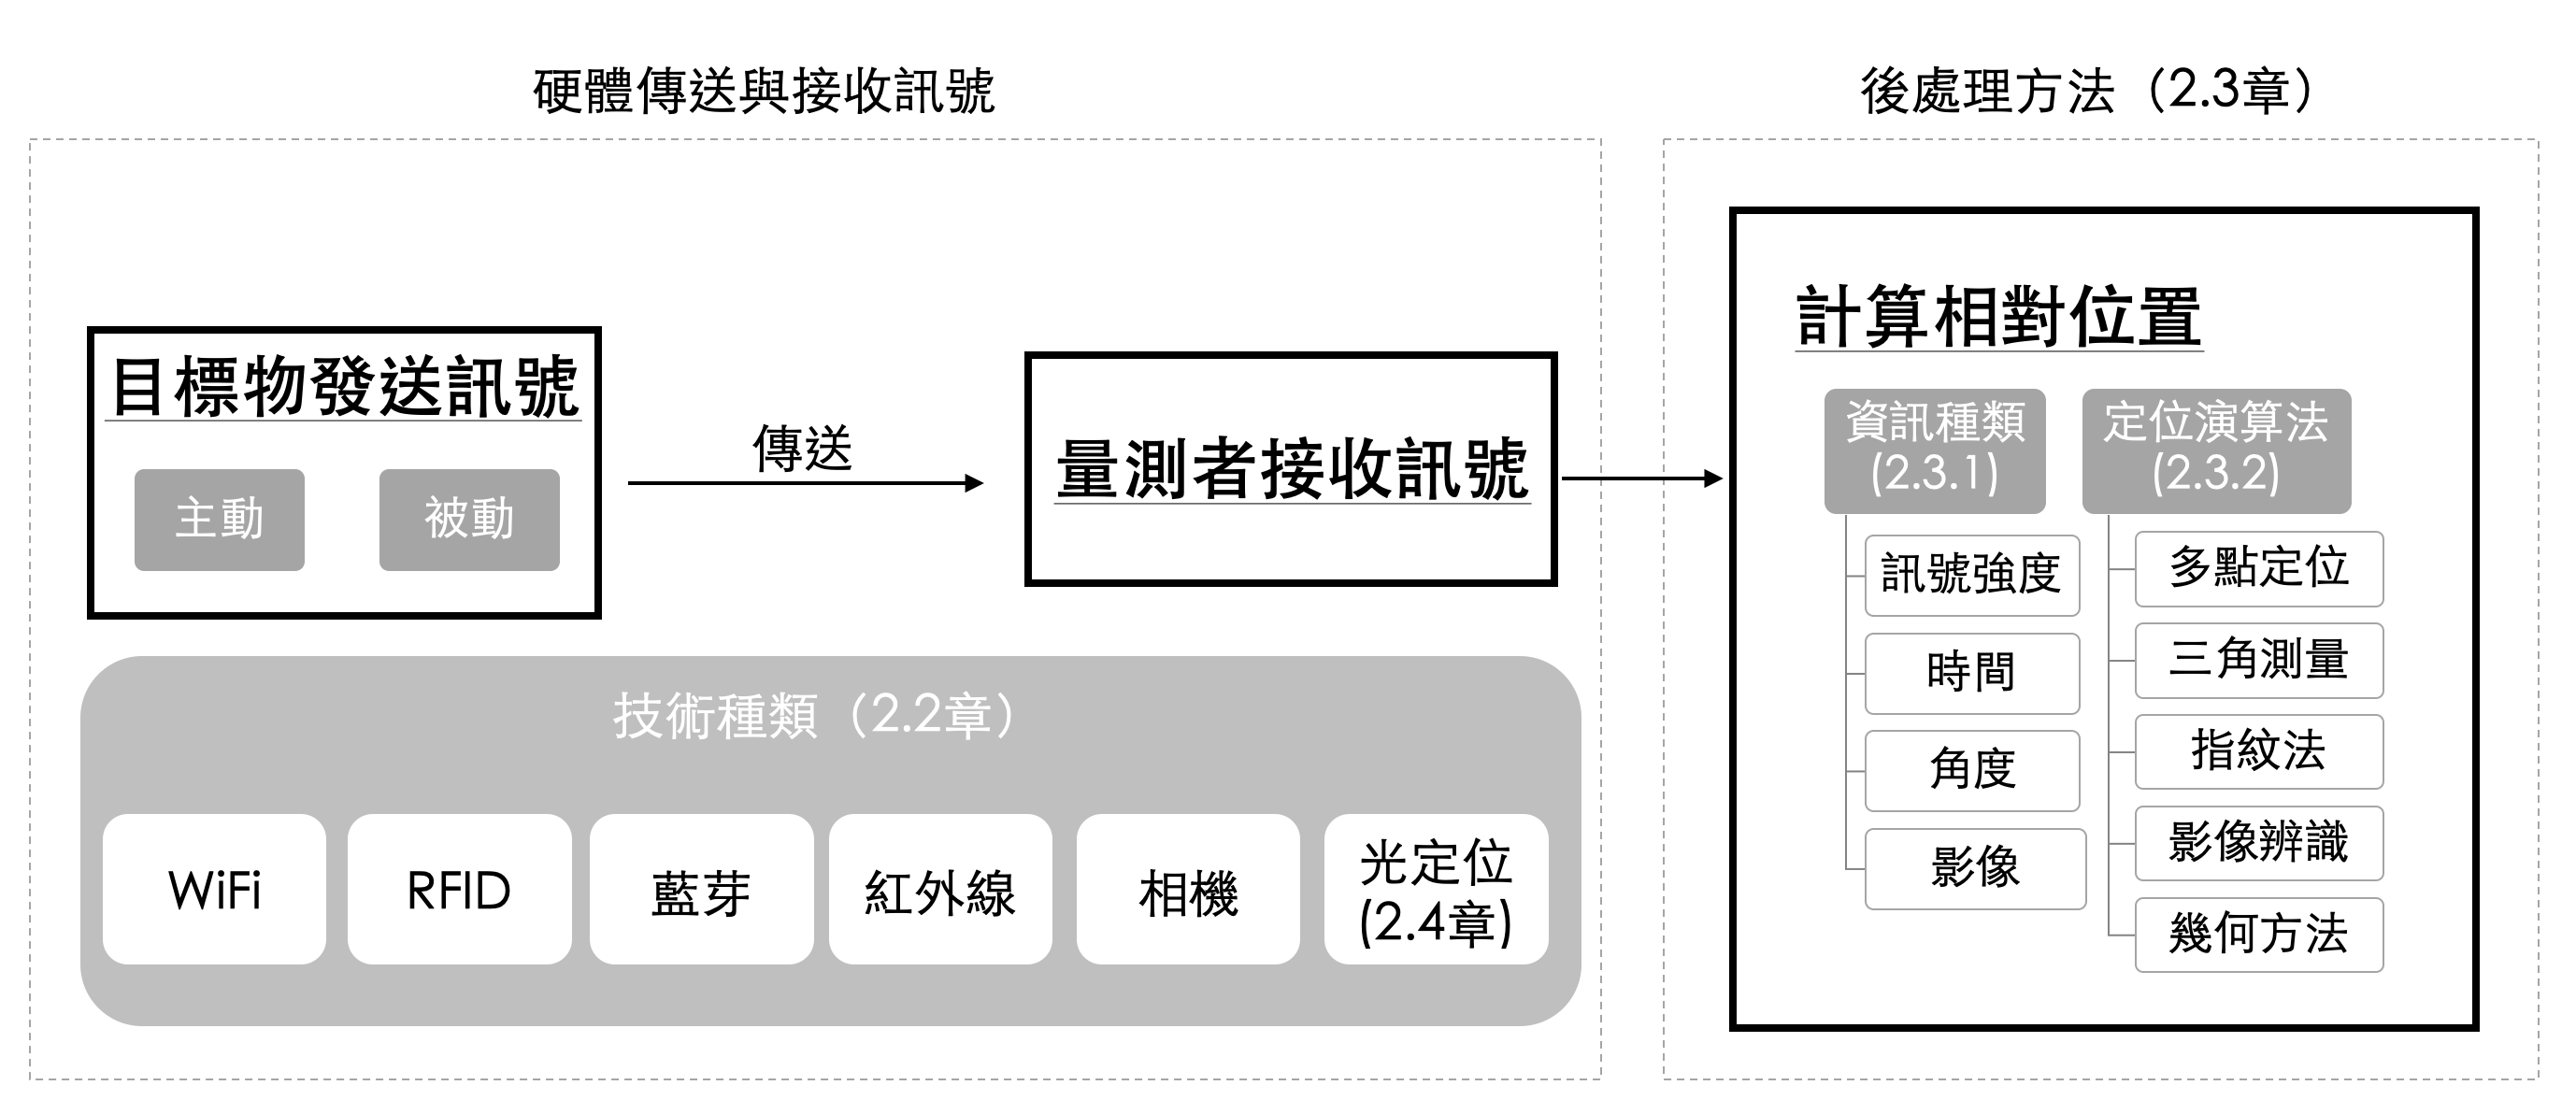 硬體傳送與接收訊號
後處理方法（2.3章）
目標物發送訊號
主動
被動
傳送
量測者接收訊號
技術種類（2.2章）
WiFi
RFID
藍芽
紅外線
相機
光定位
(2.4章)
計算相對位置
資訊種類
(2.3.1)
訊號強度
時間
角度
影像
定位演算法
(2.3.2)
多點定位
三角測量
指紋法
影像辨識
幾何方法